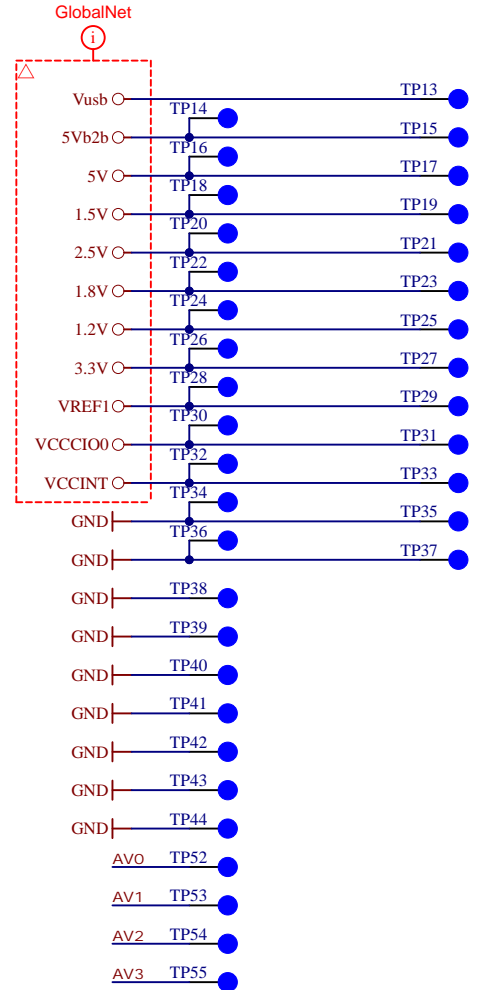 GlobalNet
i
Vusb TP13
TP14
5Vb2b TP15
TP16
5V TP17
TP18
1.5V TP19
TP20
2.5V TP21
TP22
1.8V TP23
TP24
1.2V TP25
TP26
3.3V TP27
TP28
VREF1 TP29
TP30
VCCCIO0 TP31
TP32
VCCINT TP33
TP34
GND TP35
TP36
GND TP37
GND TP38
GND TP39
GND TP40
GND TP41
GND TP42
GND TP43
GND TP44
AV0 TP52
AV1 TP53
AV2 TP54
AV3 TP55